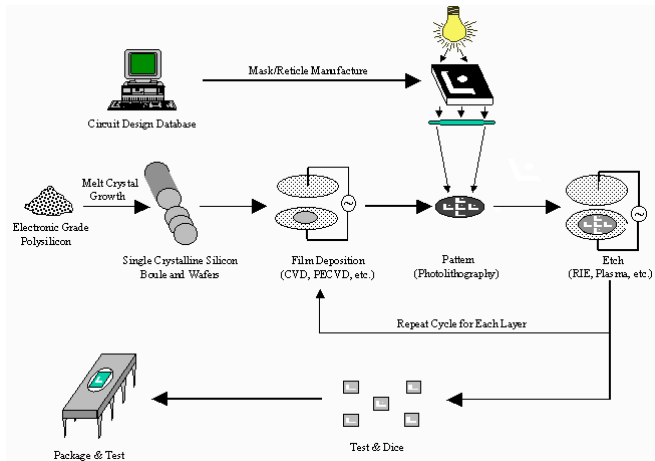 Mask/Reticle Manufacture
Circuit Design Database
Melt Crystal
Growth
Electronic Grade
Polysilicon
Single Crystalline Silicon
Boule and Wafers
Film Deposition
(CVD, PECVD, etc.)
Pattern
(Photolithography)
Etch
(RIE, Plasma, etc.)
Repeat Cycle for Each Layer
Test & Dice
Package & Test